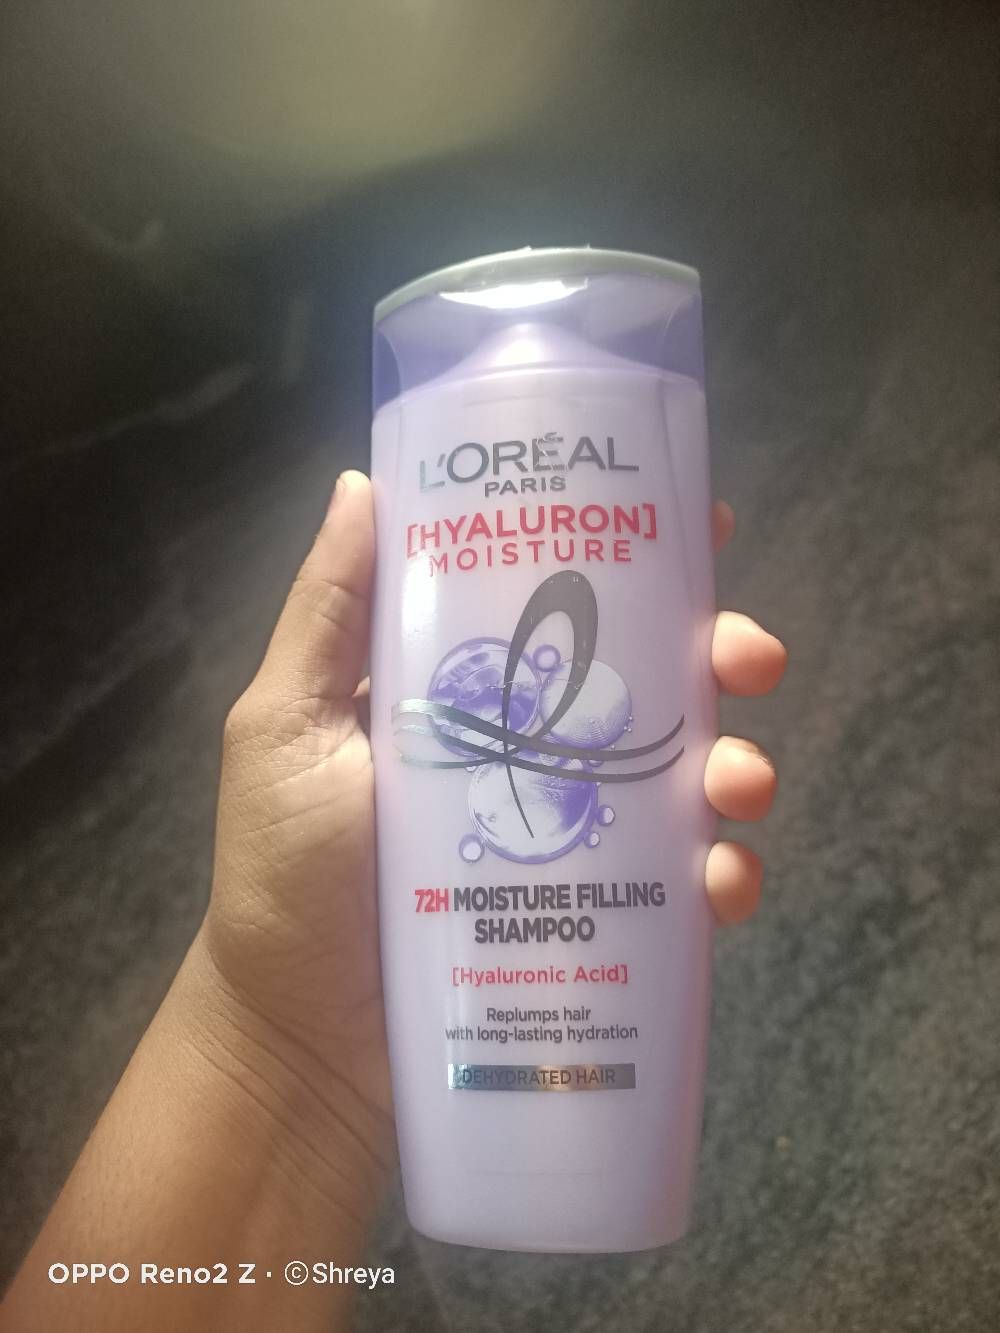 L'ORÉAL
PARIS
[HYALURON]
MOISTURE
72H MOISTURE FILLING
SHAMPOO
[Hyaluronic Acid]
Replumps hair
with long-lasting hydration
DEHYDRATED HAIR
OPPO Reno2 Z · ©Shreya